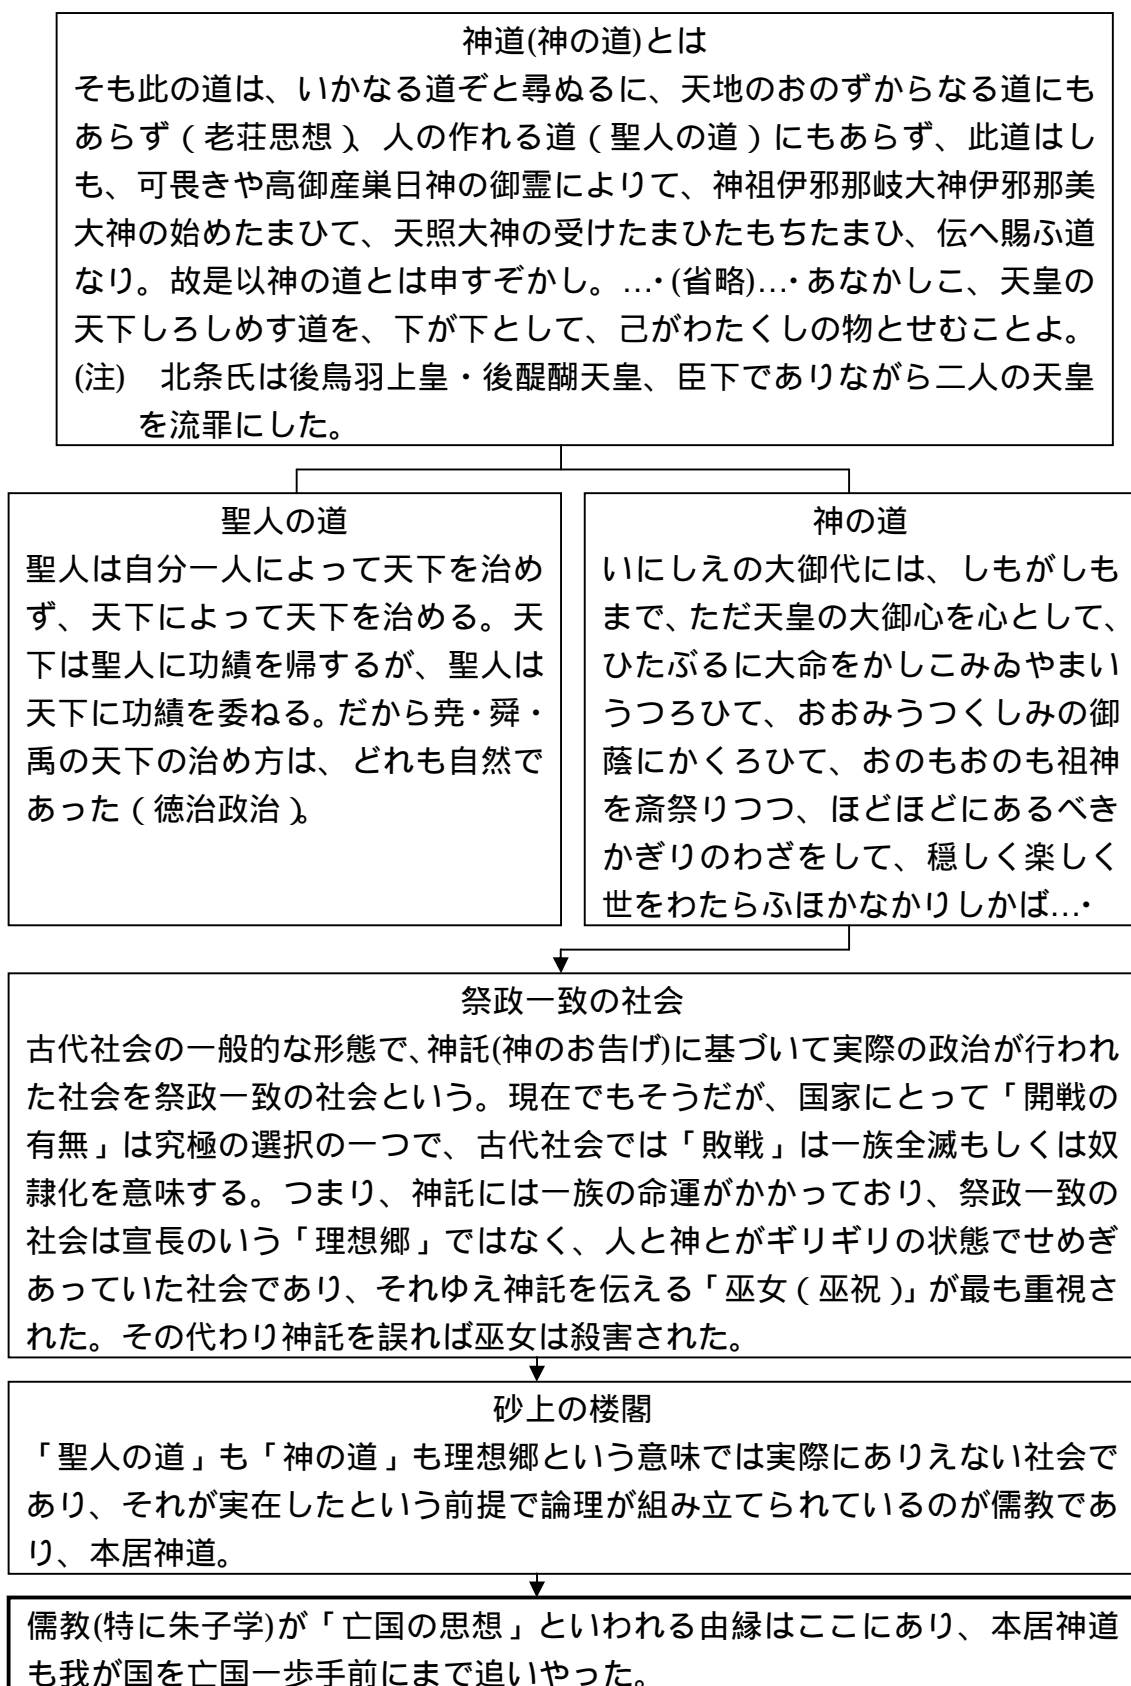 神道(神の道)とは
そも此の道は、いかなる道ぞと尋ぬるに、天地のおのずからなる道にも
あらず（老荘思想）、人の作れる道（聖人の道）にもあらず、此道はし
も、可畏きや高御産巣日神の御霊によりて、神祖伊邪那岐大神伊邪那美
大神の始めたまひて、天照大神の受けたまひたもちたまひ、伝へ賜ふ道
なり。故是以神の道とは申すぞかし。…・(省略)…・あなかしこ、天皇の
天下しろしめす道を、下が下として、己がわたくしの物とせむことよ。
(注)　北条氏は後鳥羽上皇・後醍醐天皇、臣下でありながら二人の天皇
を流罪にした。
聖人の道
聖人は自分一人によって天下を治め
ず、天下によって天下を治める。天
下は聖人に功績を帰するが、聖人は
天下に功績を委ねる。だから尭・舜・
禹の天下の治め方は、どれも自然で
あった（徳治政治）。
神の道
いにしえの大御代には、しもがしも
まで、ただ天皇の大御心を心として、
ひたぶるに大命をかしこみゐやまい
うつろひて、おおみうつくしみの御
蔭にかくろひて、おのもおのも祖神
を斎祭りつつ、ほどほどにあるべき
かぎりのわざをして、穏しく楽しく
世をわたらふほかなかりしかば…・
祭政一致の社会
古代社会の一般的な形態で、神託(神のお告げ)に基づいて実際の政治が行われ
た社会を祭政一致の社会という。現在でもそうだが、国家にとって「開戦の
有無」は究極の選択の一つで、古代社会では「敗戦」は一族全滅もしくは奴
隷化を意味する。つまり、神託には一族の命運がかかっており、祭政一致の
社会は宣長のいう「理想郷」ではなく、人と神とがギリギリの状態でせめぎ
あっていた社会であり、それゆえ神託を伝える「巫女（巫祝）」が最も重視さ
れた。その代わり神託を誤れば巫女は殺害された。
砂上の楼閣
「聖人の道」も「神の道」も理想郷という意味では実際にありえない社会で
あり、それが実在したという前提で論理が組み立てられているのが儒教であ
り、本居神道。
儒教(特に朱子学)が「亡国の思想」といわれる由縁はここにあり、本居神道
も我が国を亡国一歩手前にまで追いやった。